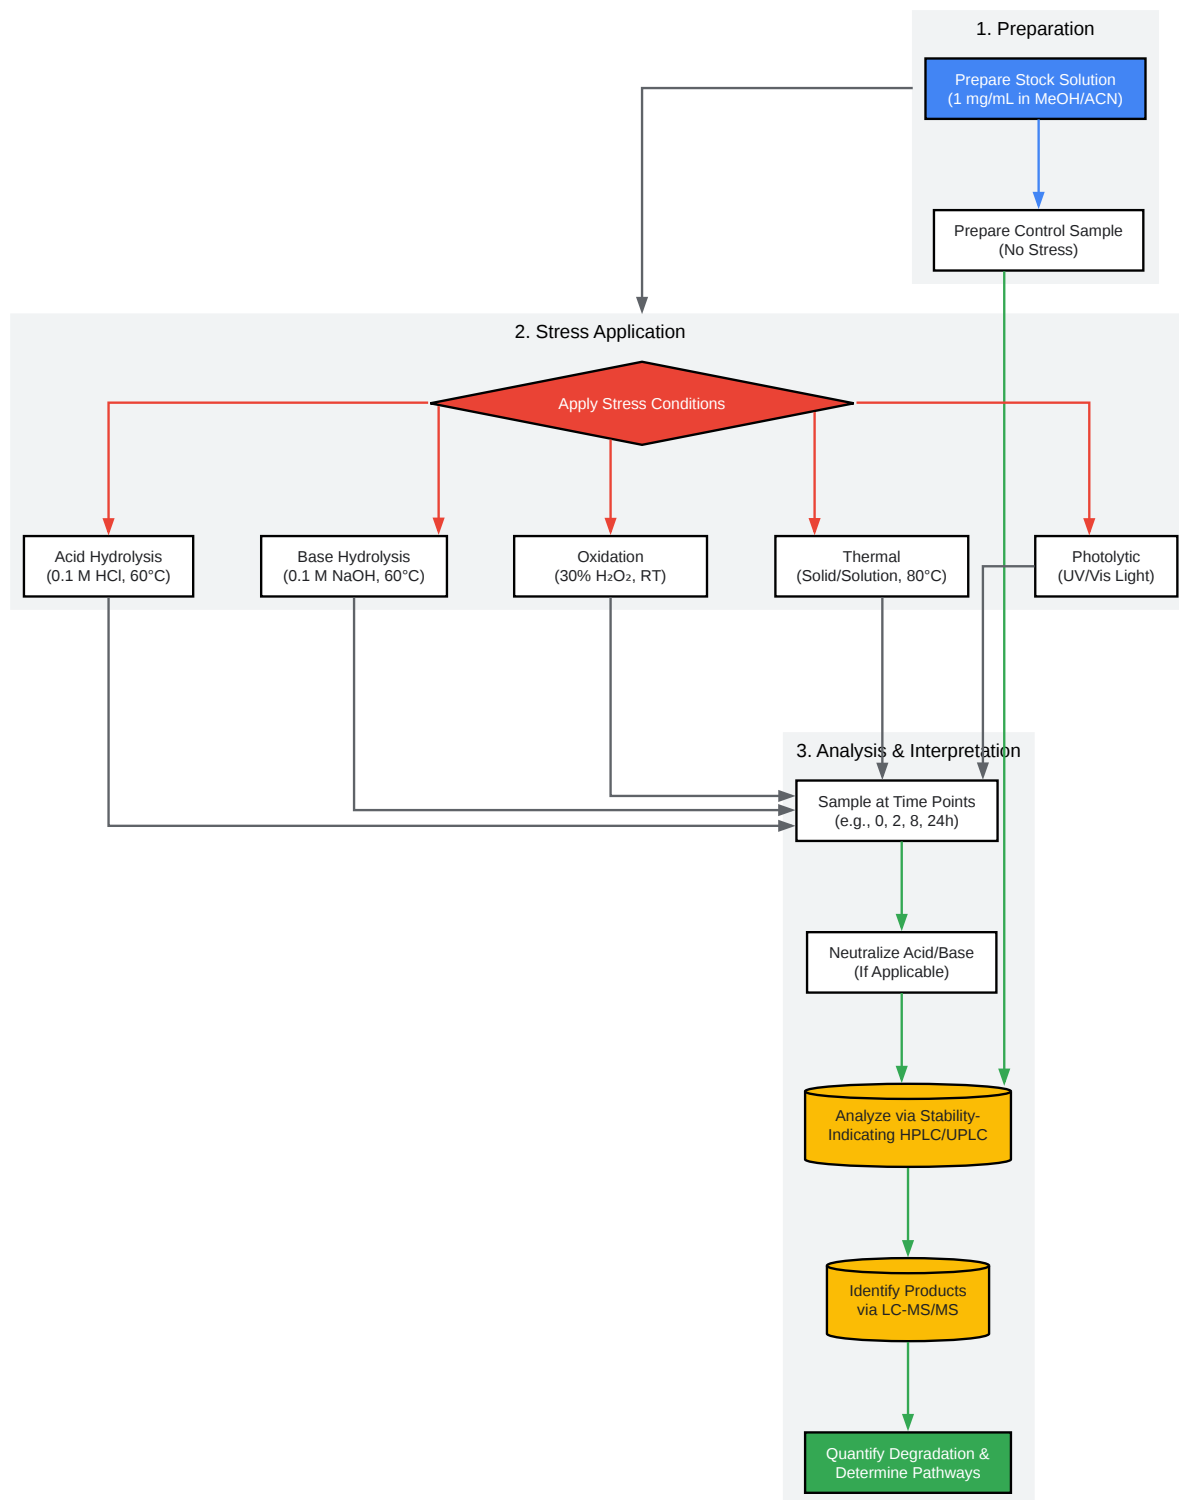 1. Preparation
Prepare Stock Solution
(1 mg/mL in MeOH/ACN)
Prepare Control Sample
(No Stress)
2. Stress Application
Apply Stress Conditions
Acid Hydrolysis
(0.1 M HCl, 60°C)
Base Hydrolysis
(0.1 M NaOH, 60°C)
Oxidation
(30% H₂O₂, RT)
Thermal
(Solid/Solution, 80°C)
Photolytic
(UV/Vis Light)
3. Analysis & Interpretation
Sample at Time Points
(e.g., 0, 2, 8, 24h)
Neutralize Acid/Base
(If Applicable)
Analyze via Stability-
Indicating HPLC/UPLC
Identify Products
via LC-MS/MS
Quantify Degradation &
Determine Pathways